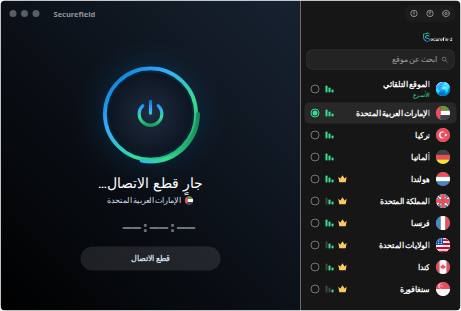 Securefield
Securefield
ابحث عن موقع
الموقع التلقائي
الأسرع
الإمارات العربية المتحدة
تركيا
ألمانيا
هولندا
المملكة المتحدة
فرنسا
الولايات المتحدة
كندا
سنغافورة
جارٍ قطع الاتصال...
الإمارات العربية المتحدة
قطع الاتصال